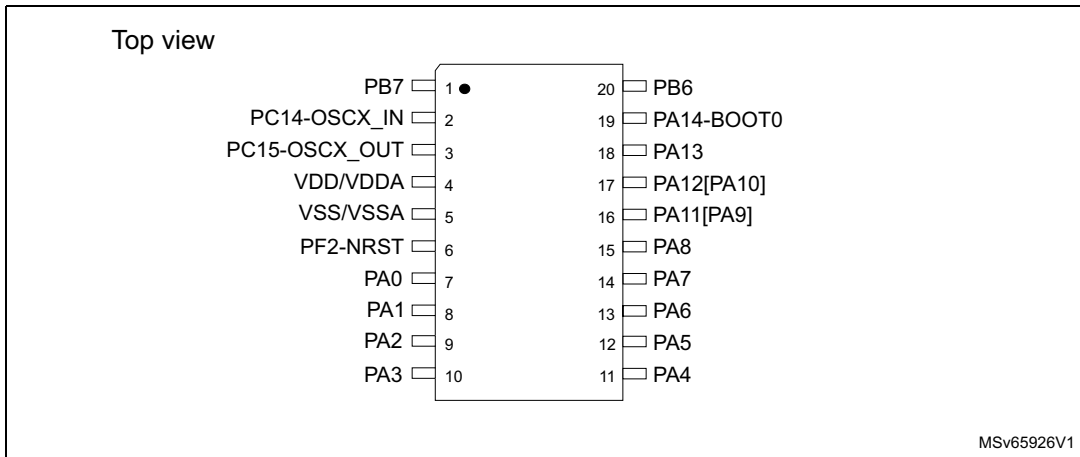 Top view
PB7 1 20 PB6
PC14-OSCX_IN 2 19 PA14-BOOT0
PC15-OSCX_OUT 3 18 PA13
VDD/VDDA 4 17 PA12[PA10]
VSS/VSSA 5 16 PA11[PA9]
PF2-NRST 6 15 PA8
PA0 7 14 PA7
PA1 8 13 PA6
PA2 9 12 PA5
PA3 10 11 PA4
MSv65926V1